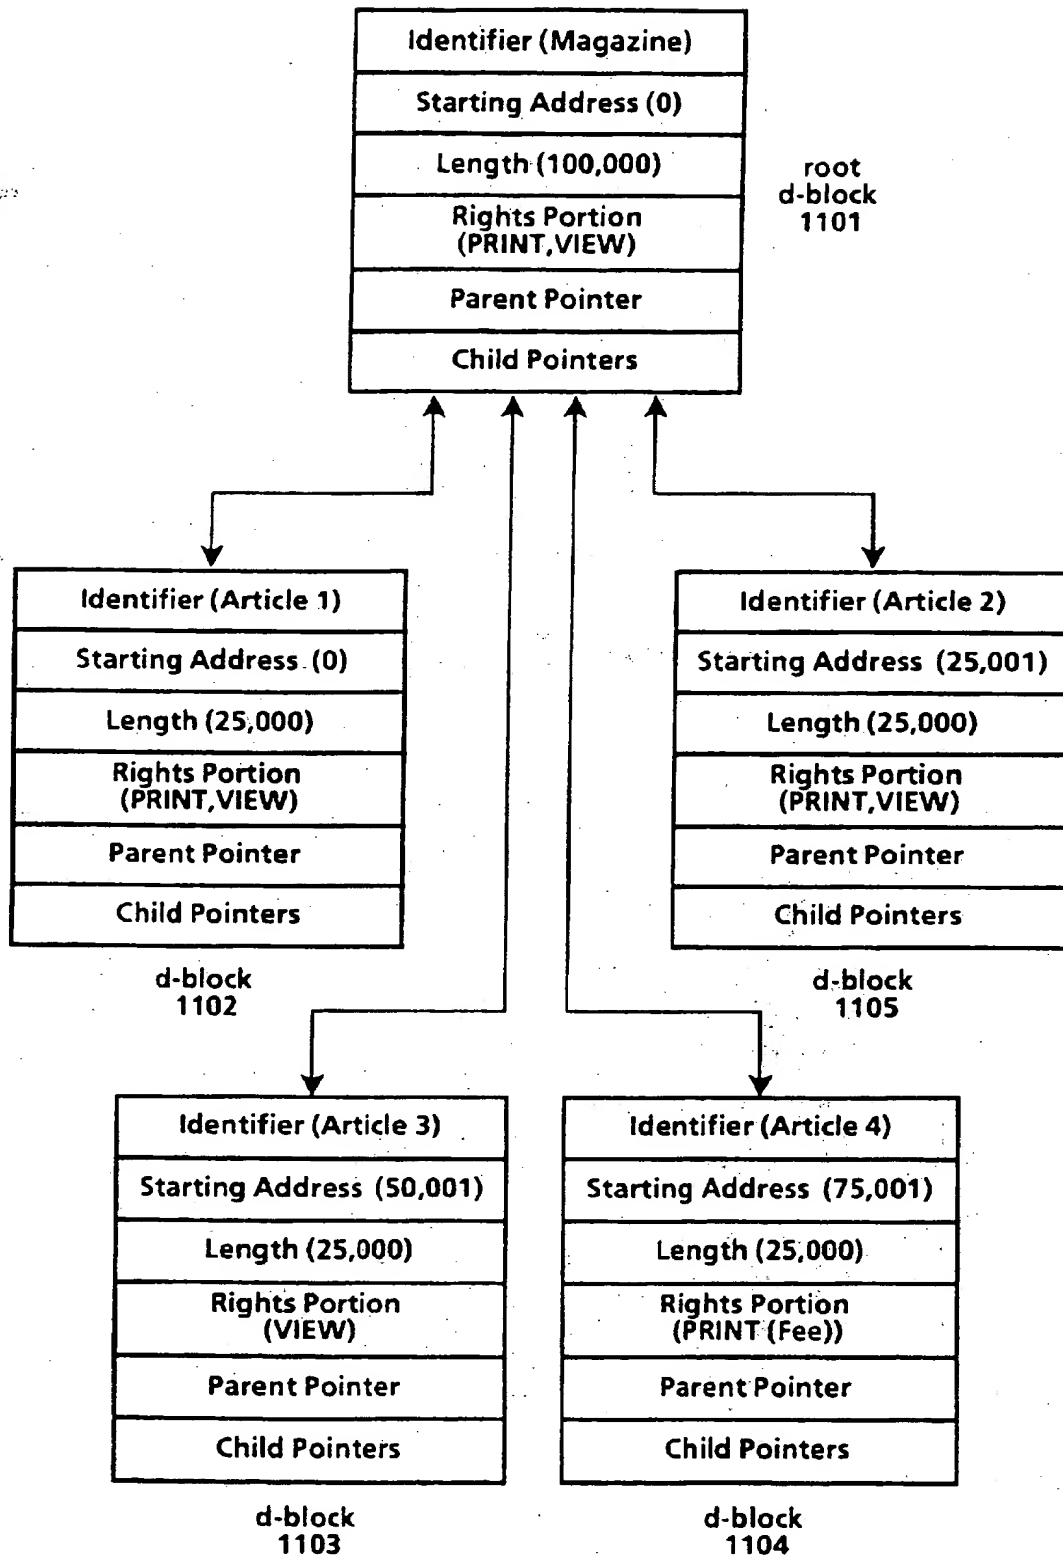 Identifier (Magazine)
Starting Address (0)
Length (100,000)
Rights Portion
(PRINT,VIEW)
Parent Pointer
Child Pointers
root
d-block
1101
Identifier (Article 1)
Starting Address (0)
Length (25,000)
Rights Portion
(PRINT,VIEW)
Parent Pointer
Child Pointers
d-block
1102
Identifier (Article 2)
Starting Address (25,001)
Length (25,000)
Rights Portion
(PRINT,VIEW)
Parent Pointer
Child Pointers
d-block
1105
Identifier (Article 3)
Starting Address (50,001)
Length (25,000)
Rights Portion
(VIEW)
Parent Pointer
Child Pointers
d-block
1103
Identifier (Article 4)
Starting Address (75,001)
Length (25,000)
Rights Portion
(PRINT (Fee))
Parent Pointer
Child Pointers
d-block
1104